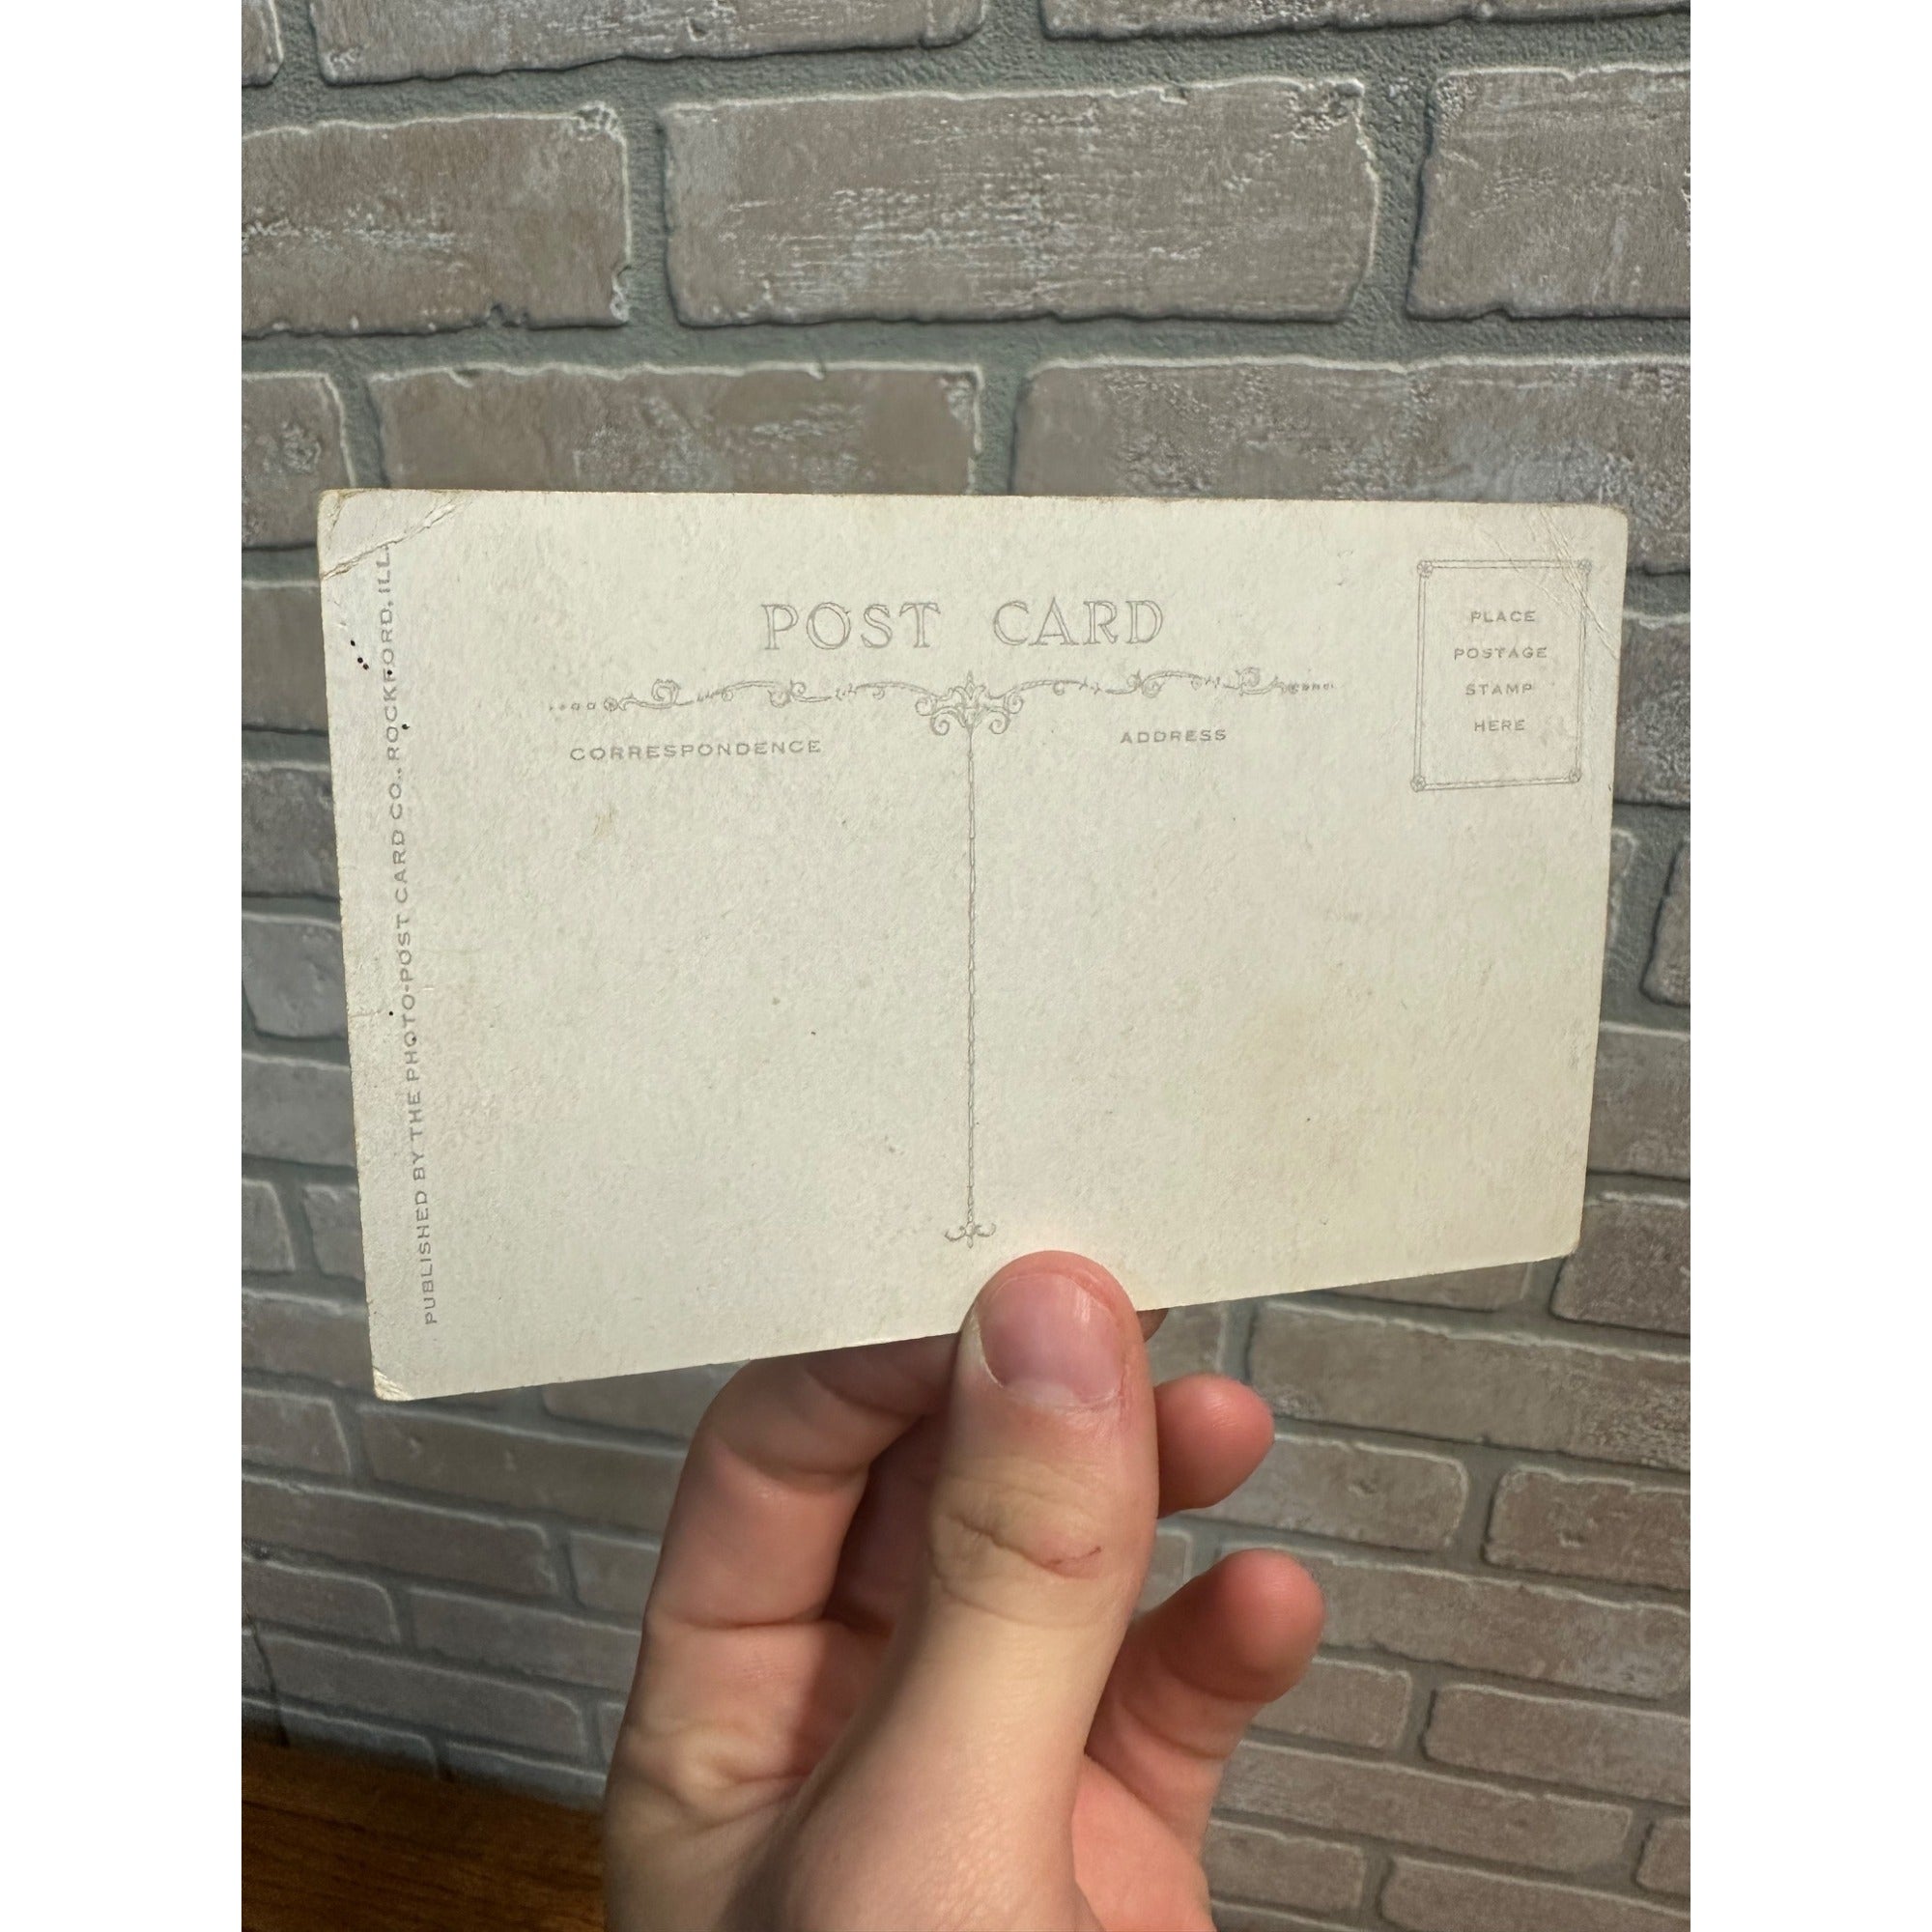 POST CARD
CORRESPONDENCE
ADDRESS
PLACE
POSTAGE
STAMP
HERE
PUBLISHED BY THE PHOTO-POST CARD CO., ROCKFORD, ILL.